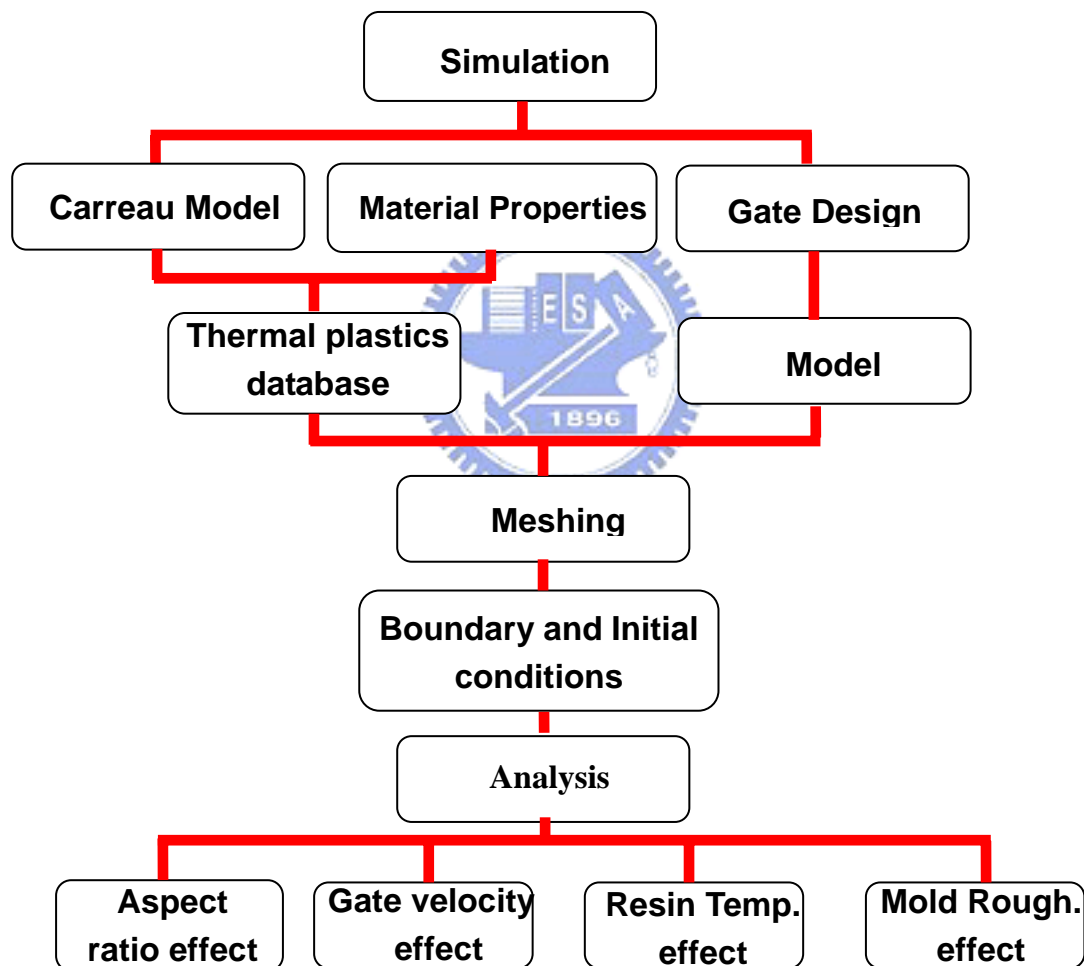 Simulation
Carreau Model
Material Properties
Gate Design
E S A
1896
Thermal plastics
database
Model
Meshing
Boundary and Initial
conditions
Analysis
Aspect
ratio effect
Gate velocity
effect
Resin Temp.
effect
Mold Rough.
effect